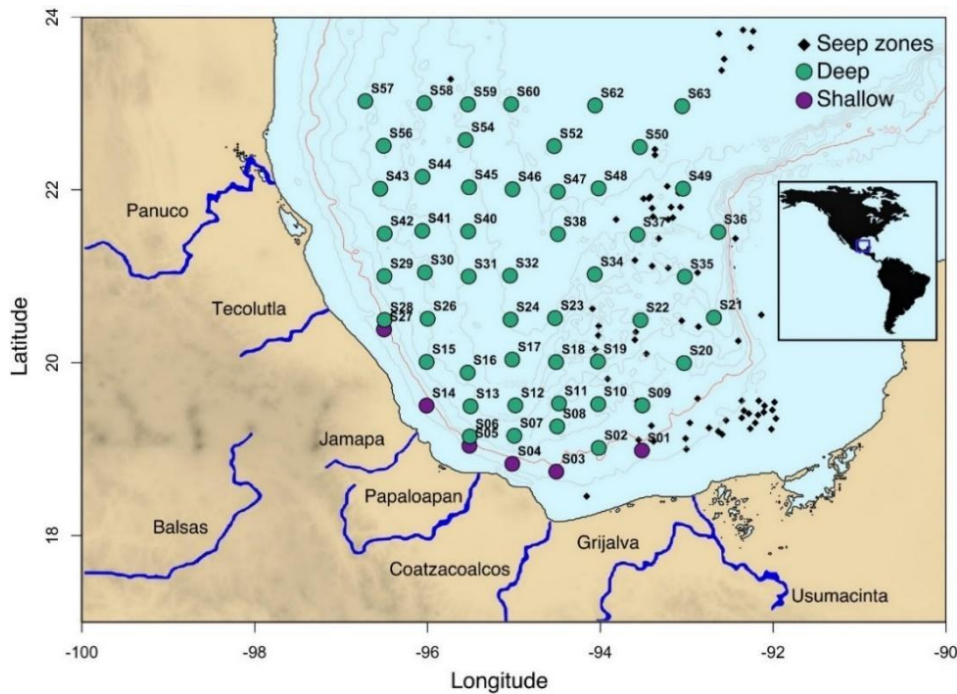 24
22
20
18
Latitude
-100
-98
-96
-94
-92
-90
Longitude
Seep zones
Deep
Shallow
S57
S58
S59
S60
S62
S63
S56
S54
S52
S50
S43
S44
S45
S46
S47
S48
S49
S42
S41
S40
S38
S37
S36
S29
S30
S31
S32
S34
S35
S28
S27
S26
S24
S23
S22
S21
S15
S16
S17
S18
S19
S20
S14
S13
S12
S11
S10
S09
S06
S05
S07
S08
S04
S03
S02
S01
Panuco
Tecolutla
Jamapa
Papaloapan
Balsas
Coatzacoalcos
Grijalva
Usumacinta